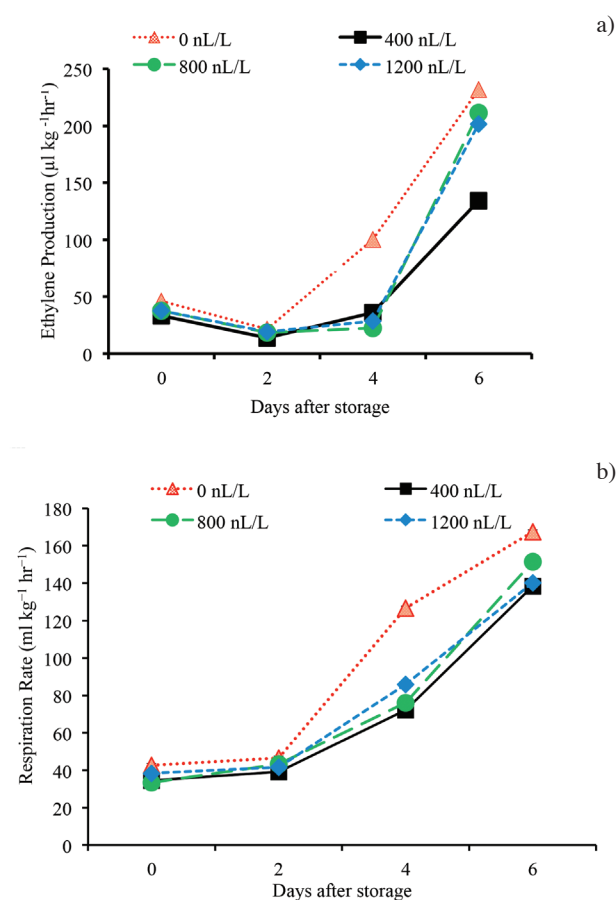 a)
0 nL/L 400 nL/L
800 nL/L 1200 nL/L
Ethylene Production (µl kg ⁻¹hr⁻¹)
250
200
150
100
50
0
0 2 4 6
Days after storage
b)
0 nL/L 400 nL/L
800 nL/L 1200 nL/L
Respiration Rate (ml kg⁻¹ hr⁻¹)
180
160
140
120
100
80
60
40
20
0
0 2 4 6
Days after storage